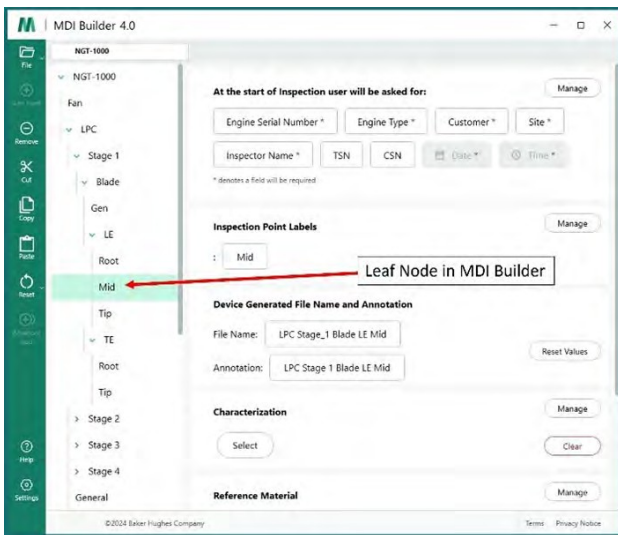 MDI Builder 4.0
File
Remove
Cut
Copy
Paste
Reset
Help
Settings
NGT-1000
NGT-1000
Fan
LPC
Stage 1
Blade
Gen
LE
Root
Mid
Tip
TE
Root
Tip
Stage 2
Stage 3
Stage 4
General
At the start of Inspection user will be asked for:
Manage
Engine Serial Number * Engine Type * Customer * Site *
Inspector Name * TSN CSN Date * Time *
* denotes a field will be required
Inspection Point Labels
Manage
: Mid
Leaf Node in MDI Builder
Device Generated File Name and Annotation
File Name: LPC Stage_1 Blade LE Mid
Reset Values
Annotation: LPC Stage 1 Blade LE Mid
Characterization
Manage
Select
Clear
Reference Material
Manage
©2024 Baker Hughes Company
Terms Privacy Notice